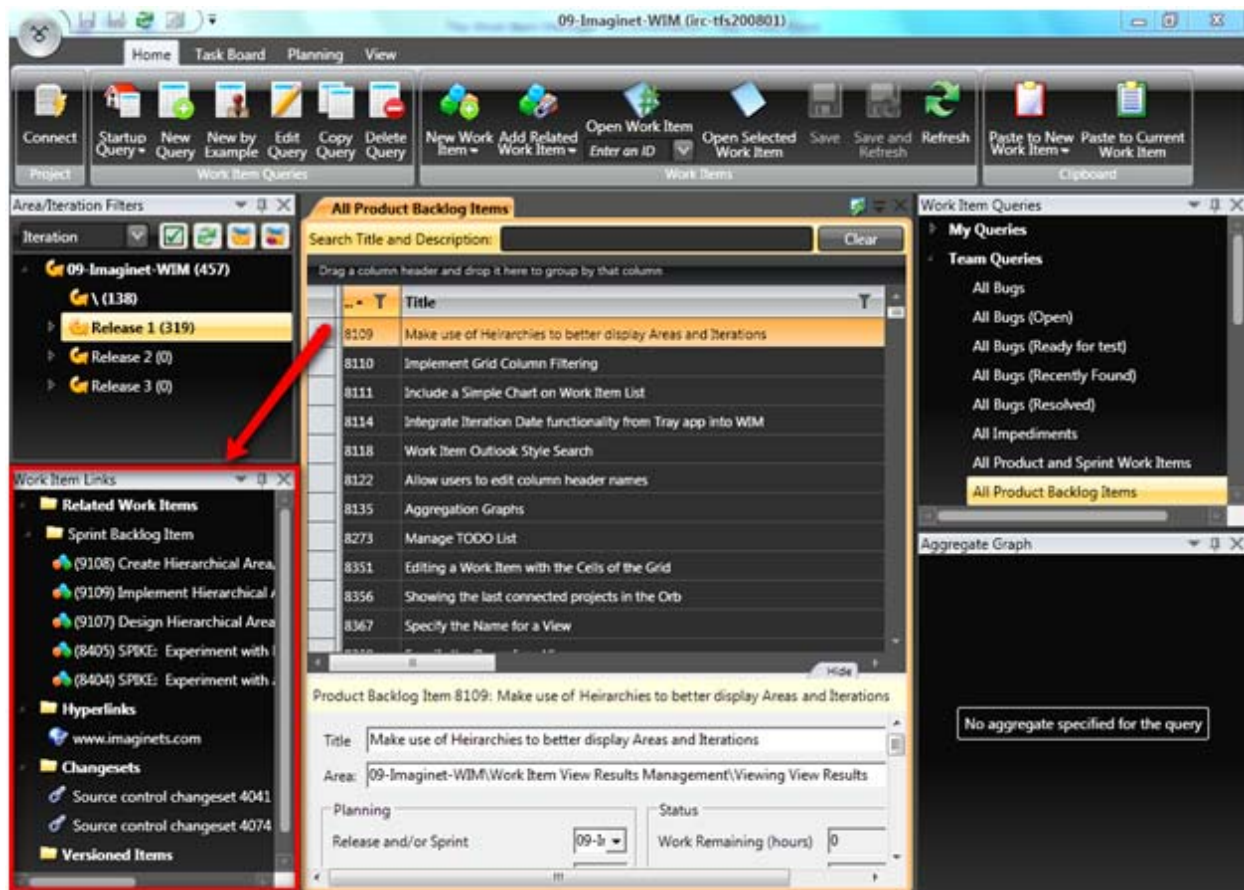 09-Imaginet-WIM (irc-tfs200801)
Home Task Board Planning View
Connect
Startup Query
New Query
New by Example
Edit Query
Copy Query
Delete Query
New Work Item
Add Related Work Item
Open Work Item
Enter an ID
Open Selected Work Item
Save
Save and Refresh
Refresh
Paste to New Work Item
Paste to Current Work Item
Project
Work Item Queries
Work Items
Clipboard
Area/Iteration Filters
Iteration
09-Imaginet-WIM (457)
\ (138)
Release 1 (319)
Release 2 (0)
Release 3 (0)
Work Item Links
Related Work Items
Sprint Backlog Item
(9108) Create Hierarchical Area
(9109) Implement Hierarchical
(9107) Design Hierarchical Area
(8405) SPIKE: Experiment with
(8404) SPIKE: Experiment with
Hyperlinks
www.imaginets.com
Changesets
Source control changeset 4041
Source control changeset 4074
Versioned Items
All Product Backlog Items
Search Title and Description:
Clear
Drag a column header and drop it here to group by that column
.. Title
8109 Make use of Heirarchies to better display Areas and Iterations
8110 Implement Grid Column Filtering
8111 Include a Simple Chart on Work Item List
8114 Integrate Iteration Date functionality from Tray app into WIM
8118 Work Item Outlook Style Search
8122 Allow users to edit column header names
8135 Aggregation Graphs
8273 Manage TODO List
8351 Editing a Work Item with the Cells of the Grid
8356 Showing the last connected projects in the Orb
8367 Specify the Name for a View
Hide
Product Backlog Item 8109: Make use of Heirarchies to better display Areas and Iterations
Title Make use of Heirarchies to better display Areas and Iterations
Area: 09-Imaginet-WIM\Work Item View Results Management\Viewing View Results
Planning
Release and/or Sprint 09-Ir
Status
Work Remaining (hours) 0
Work Item Queries
My Queries
Team Queries
All Bugs
All Bugs (Open)
All Bugs (Ready for test)
All Bugs (Recently Found)
All Bugs (Resolved)
All Impediments
All Product and Sprint Work Items
All Product Backlog Items
Aggregate Graph
No aggregate specified for the query